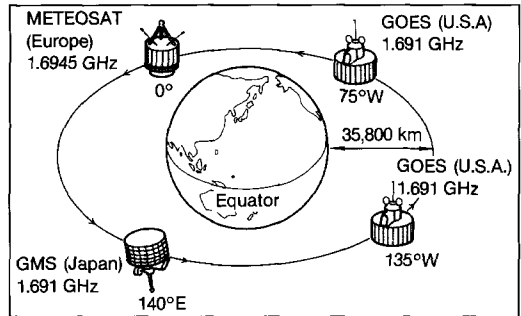 METEOSAT
(Europe)
1.6945 GHz
0°
GOES (U.S.A)
1.691 GHz
75°W
35,800 km
GOES (U.S.A.)
1.691 GHz
135°W
Equator
GMS (Japan)
1.691 GHz
140°E